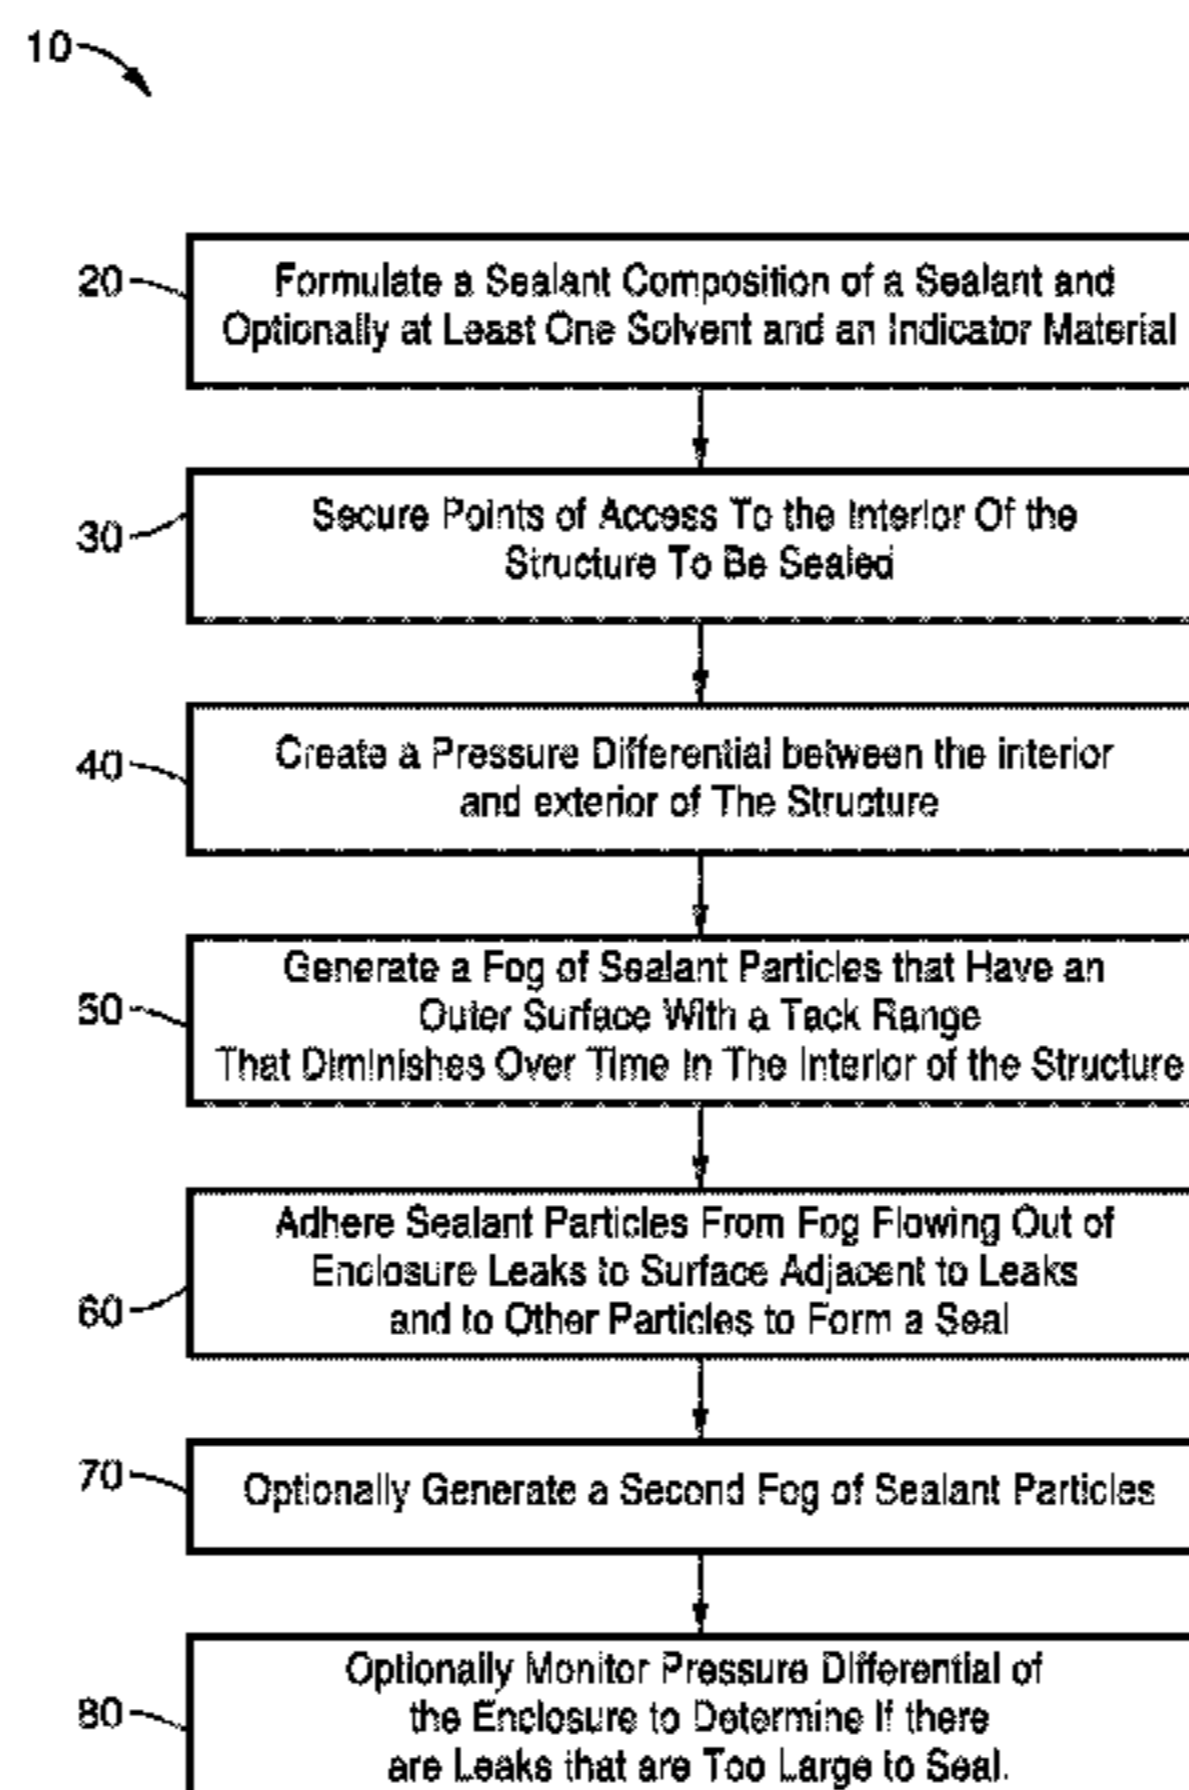 10
20
Formulate a Sealant Composition of a Sealant and
Optionally at Least One Solvent and an Indicator Material
30
Secure Points of Access To the Interior Of the
Structure To Be Sealed
40
Create a Pressure Differential between the interior
and exterior of The Structure
50
Generate a Fog of Sealant Particles that Have an
Outer Surface With a Tack Range
That Diminishes Over Time In The Interior of the Structure
60
Adhere Sealant Particles From Fog Flowing Out of
Enclosure Leaks to Surface Adjacent to Leaks
and to Other Particles to Form a Seal
70
Optionally Generate a Second Fog of Sealant Particles
80
Optionally Monitor Pressure Differential of
the Enclosure to Determine If there
are Leaks that are Too Large to Seal.